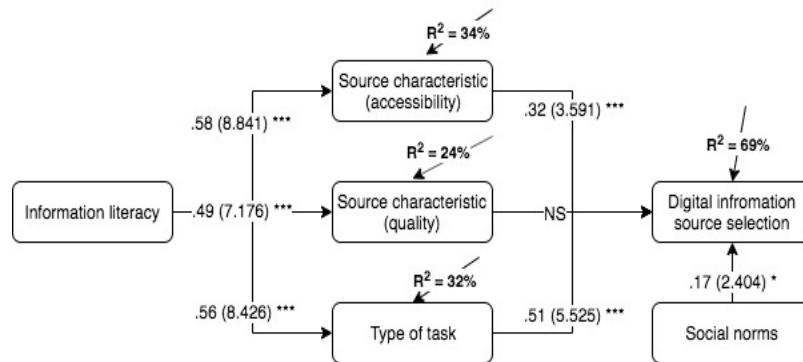 R² = 34%
Source characteristic
(accessibility)
.58 (8.841) ***
.32 (3.591) ***
R² = 24%
R² = 69%
Information literacy
.49 (7.176) ***
Source characteristic
(quality)
NS
Digital infromation
source selection
R² = 32%
.17 (2.404) *
.56 (8.426) ***
Type of task
.51 (5.525) ***
Social norms